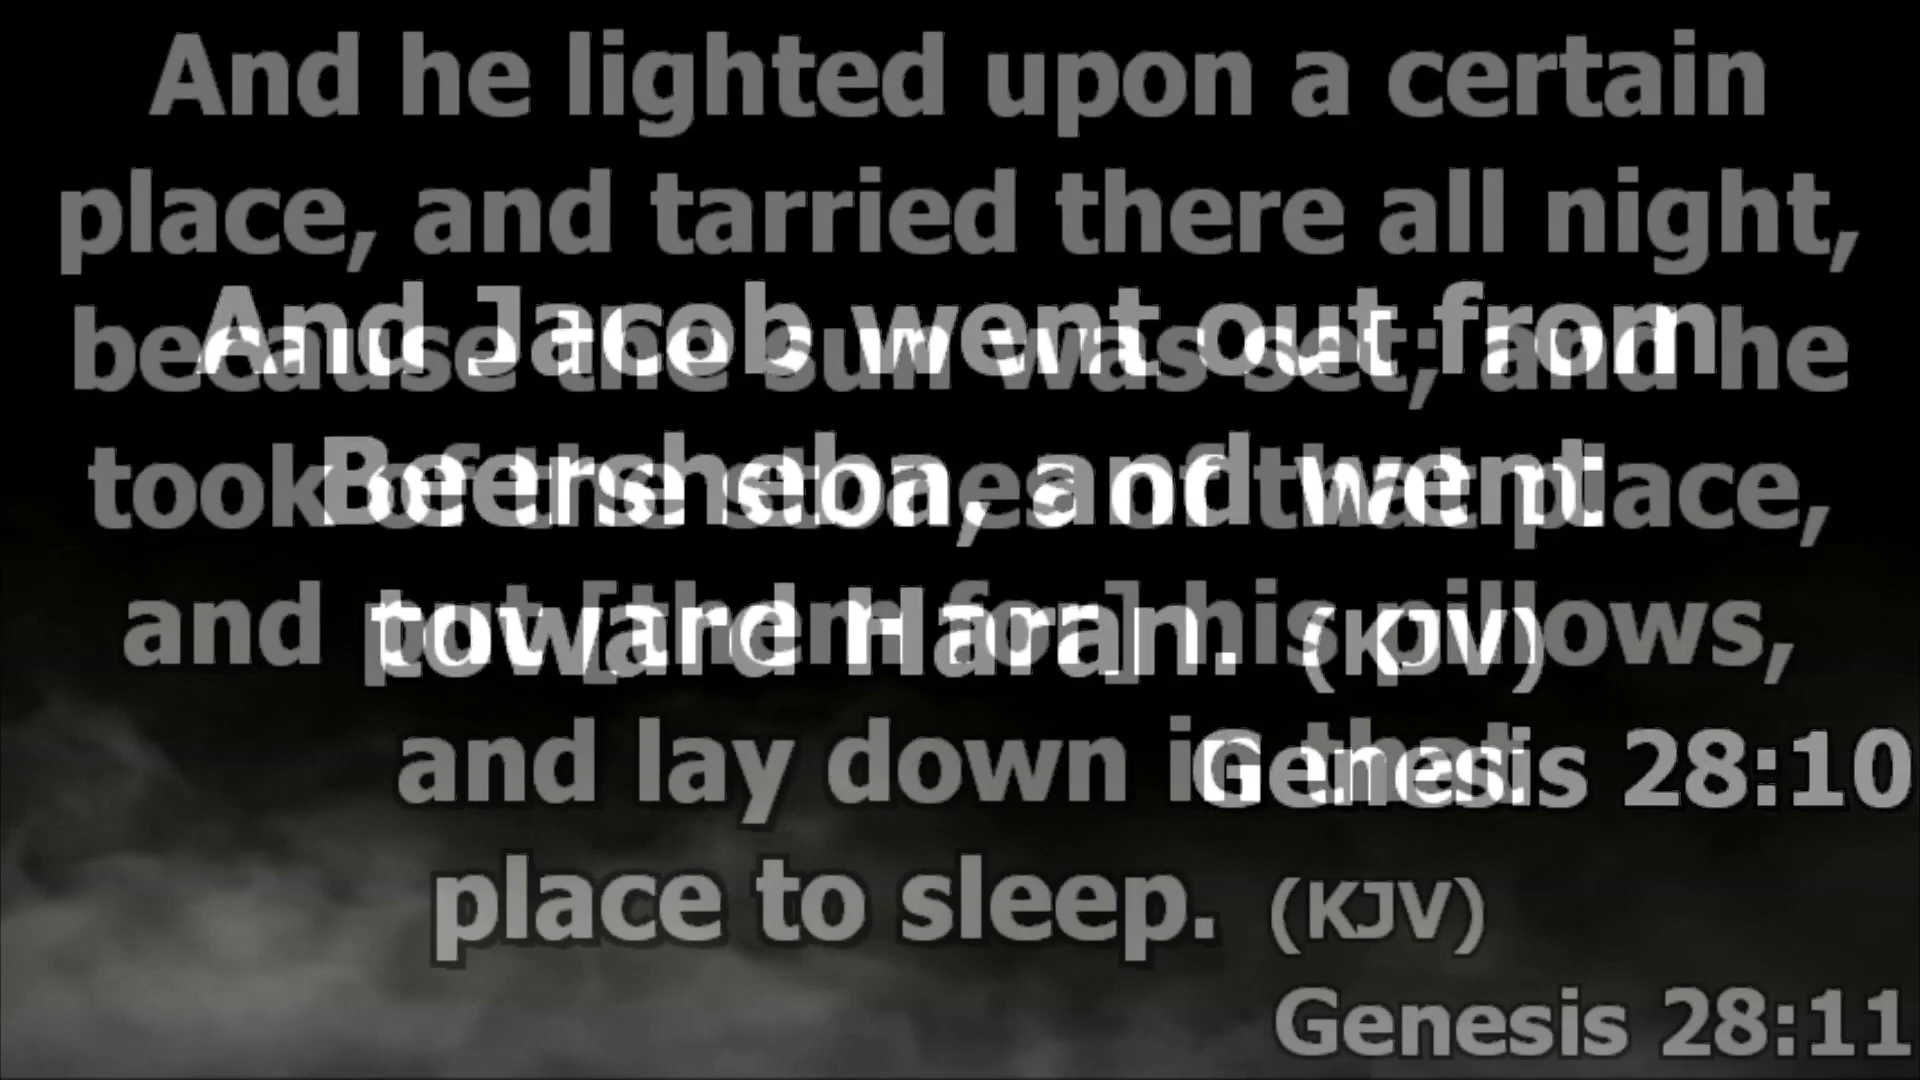 And Jacob went out from
Beersheba, and went
toward Haran. (KJV)
Genesis 28:10
And he lighted upon a certain
place, and tarried there all night,
because the sun was set; and he
took of the stones of that place,
and put [them for] his pillows,
and lay down in that
place to sleep. (KJV)
Genesis 28:11